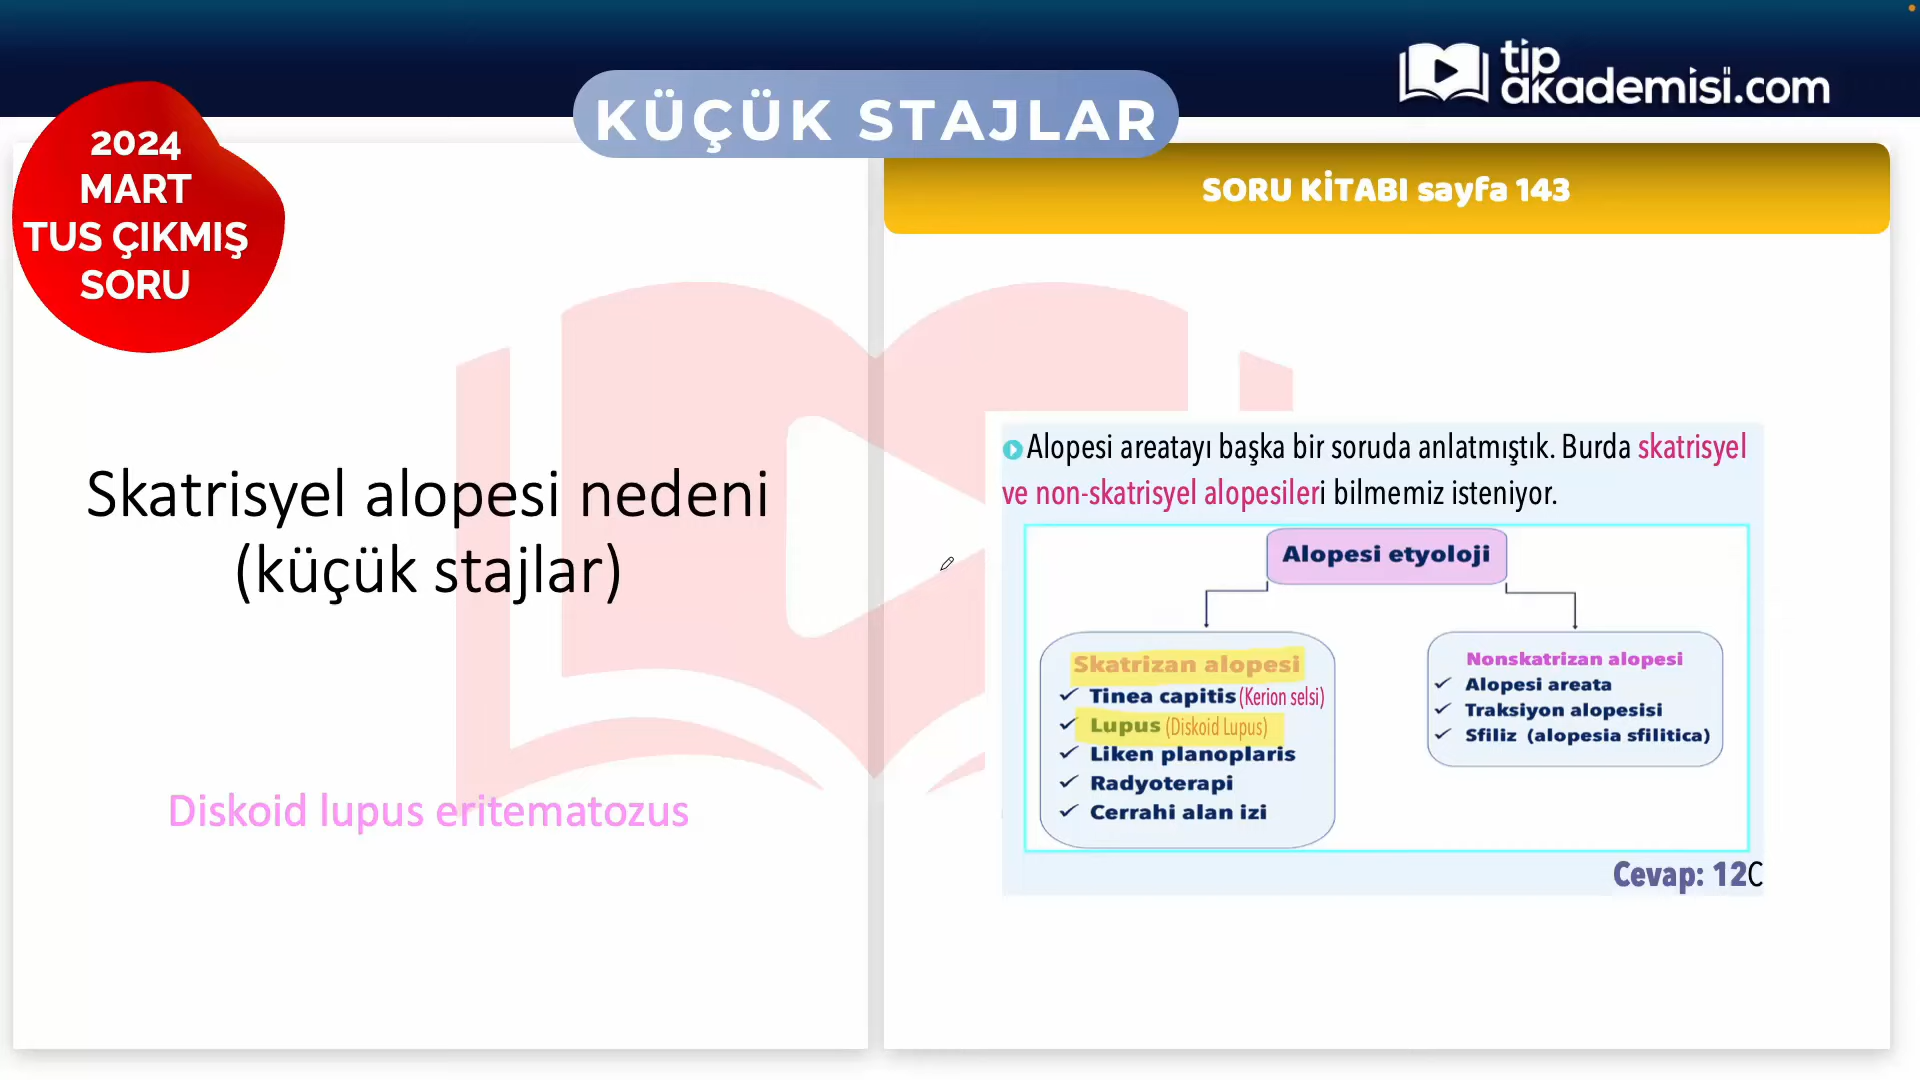 tıp
akademisi.com
KÜÇÜK STAJLAR
2024
MART
TUS ÇIKMIŞ
SORU
SORU KİTABI sayfa 143
Skatrisyel alopesi nedeni
(küçük stajlar)
Diskoid lupus eritematozus
Alopesi areatayı başka bir soruda anlatmıştık. Burda skatrisyel
ve non-skatrisyel alopesileri bilmemiz isteniyor.
Alopesi etyoloji
Skatrizan alopesi
✓ Tinea capitis (Kerion selsi)
✓ Lupus (Diskoid Lupus)
✓ Liken planoplaris
✓ Radyoterapi
✓ Cerrahi alan izi
Nonskatrizan alopesi
✓ Alopesi areata
✓ Traksiyon alopesisi
✓ Sfiliz (alopesia sfilitica)
Cevap: 12C